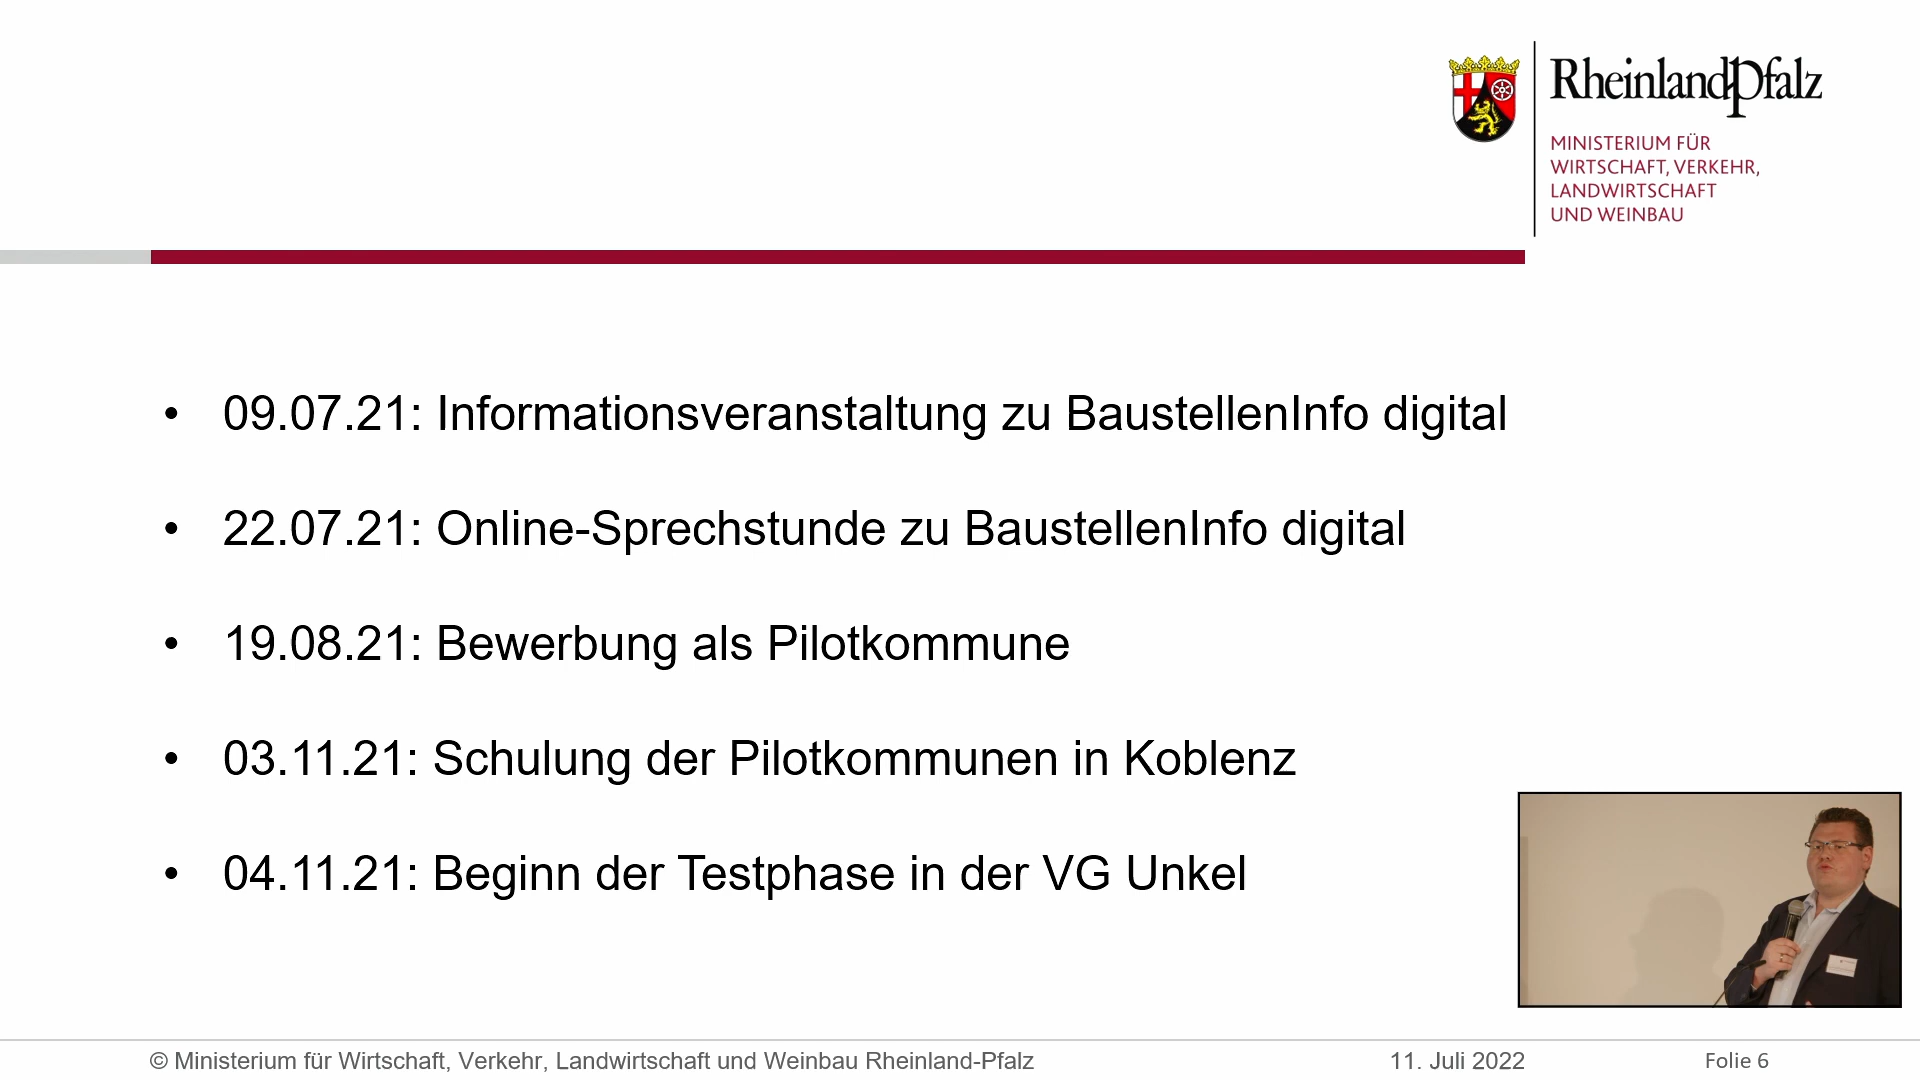 RheinlandPfalz
MINISTERIUM FÜR
WIRTSCHAFT, VERKEHR,
LANDWIRTSCHAFT
UND WEINBAU
• 09.07.21: Informationsveranstaltung zu BaustellenInfo digital
• 22.07.21: Online-Sprechstunde zu BaustellenInfo digital
• 19.08.21: Bewerbung als Pilotkommune
• 03.11.21: Schulung der Pilotkommunen in Koblenz
• 04.11.21: Beginn der Testphase in der VG Unkel
© Ministerium für Wirtschaft, Verkehr, Landwirtschaft und Weinbau Rheinland-Pfalz
11. Juli 2022
Folie 6